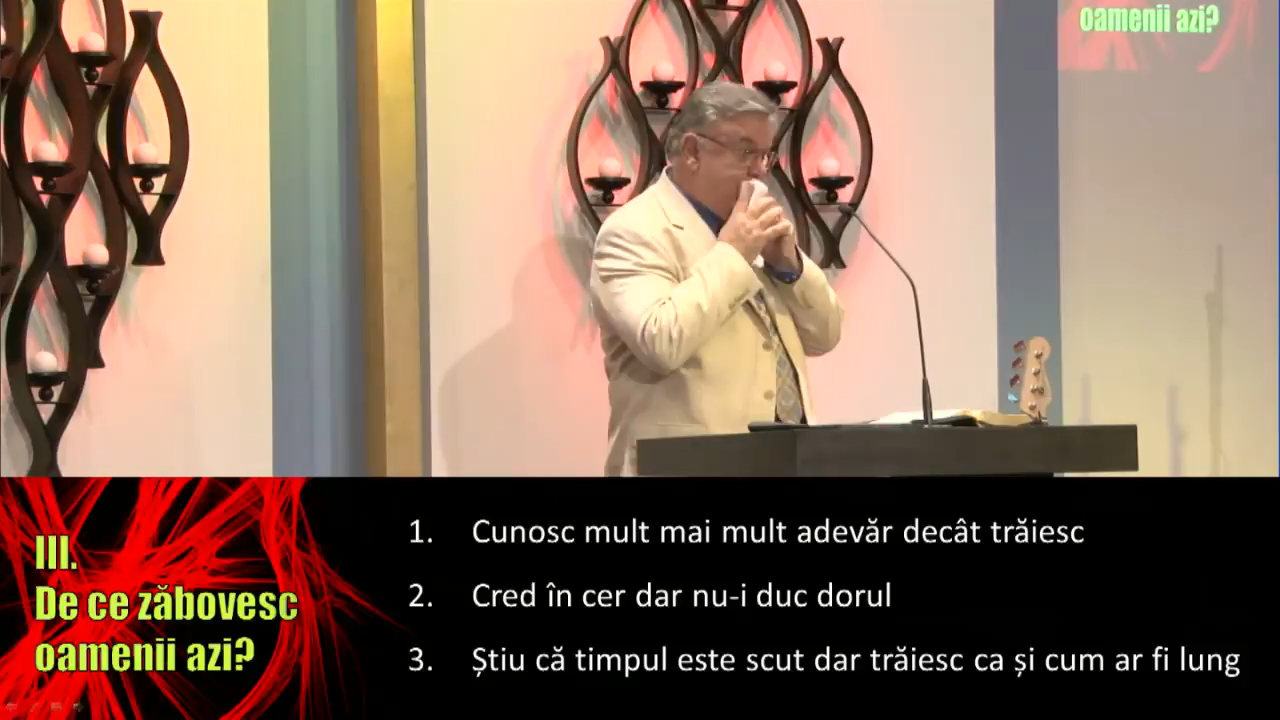 oamenii azi?
III.
De ce zăbovesc
oamenii azi?
1. Cunosc mult mai mult adevăr decât trăiesc
2. Cred în cer dar nu-i duc dorul
3. Știu că timpul este scut dar trăiesc ca și cum ar fi lung